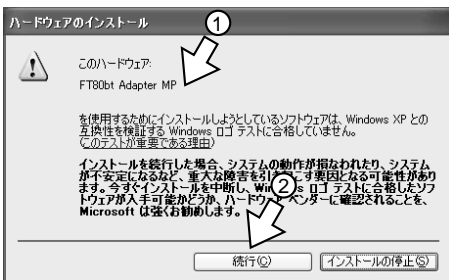 ハードウェアのインストール
①
このハードウェア:
FT80bt Adapter MP
を使用するためにインストールしようとしているソフトウェアは、Windows XP との
互換性を検証する Windows ロゴ テストに合格していません。
(このテストが重要である理由)
インストールを続行した場合、システムの動作が損なわれたり、システム
が不安定になるなど、重大な障害を引き起こす要因となる可能性があり
ます。今すぐインストールを中断し、Windows ロゴ テストに合格したソフ
トウェアが入手可能かどうか、ハードウェア ベンダーに確認されることを、
Microsoft は強くお勧めします。
②
続行(C)
インストールの停止(S)